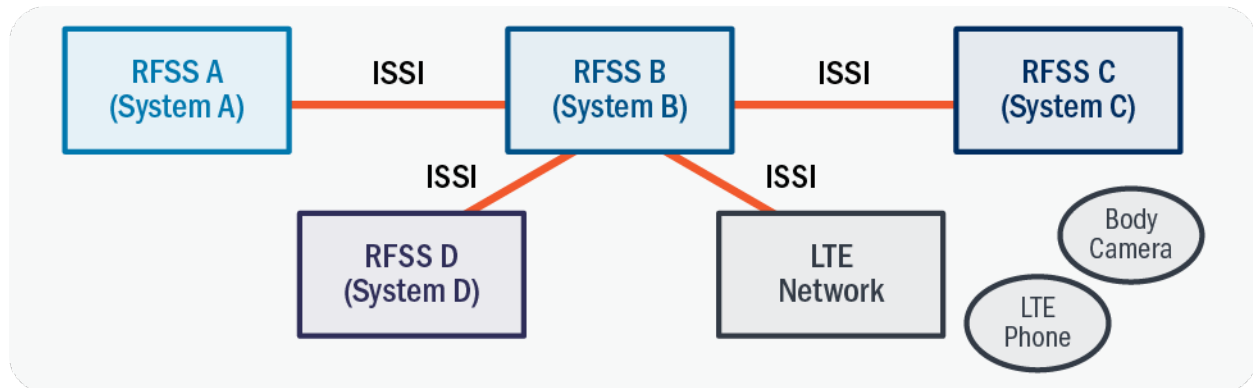 RFSS A
(System A)
ISSI
RFSS B
(System B)
ISSI
RFSS C
(System C)
ISSI
ISSI
RFSS D
(System D)
LTE
Network
Body
Camera
LTE
Phone